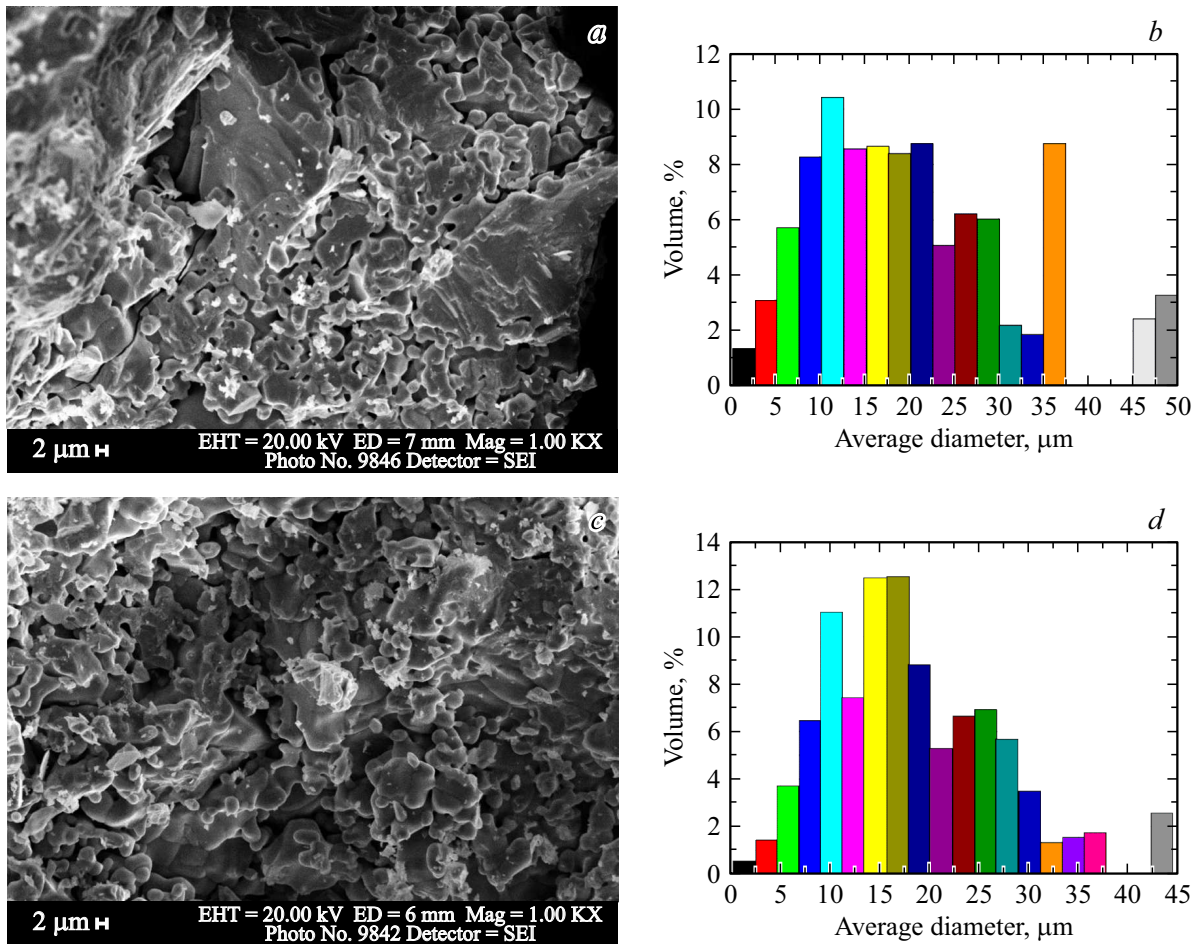 a
2 μm
EHT = 20.00 kV ED = 7 mm Mag = 1.00 KX
Photo No. 9846 Detector = SEI
b
12
10
8
6
4
2
0
Volume, %
0 5 10 15 20 25 30 35 40 45 50
Average diameter, μm
c
2 μm
EHT = 20.00 kV ED = 6 mm Mag = 1.00 KX
Photo No. 9842 Detector = SEI
d
14
12
10
8
6
4
2
0
Volume, %
0 5 10 15 20 25 30 35 40 45
Average diameter, μm